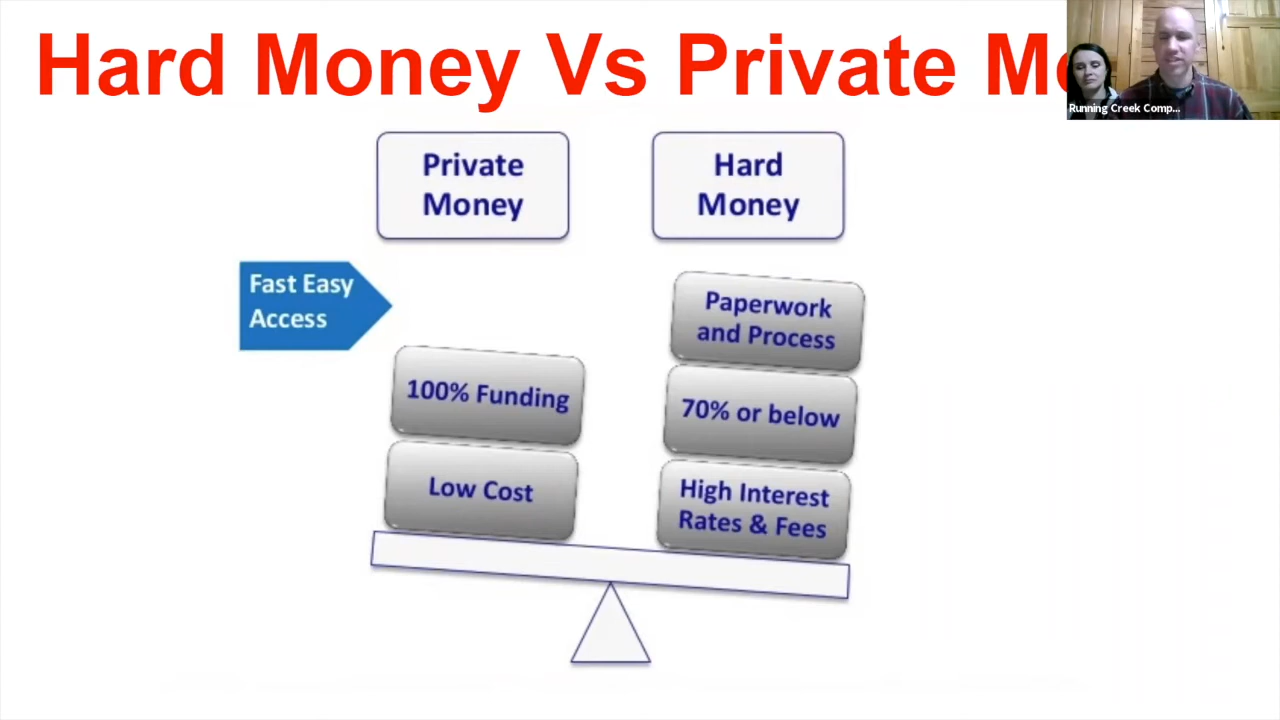 Hard Money Vs Private Mo
Running Creek Comp...
Private
Money
Hard
Money
Fast Easy
Access
Paperwork
and Process
100% Funding
70% or below
Low Cost
High Interest
Rates & Fees